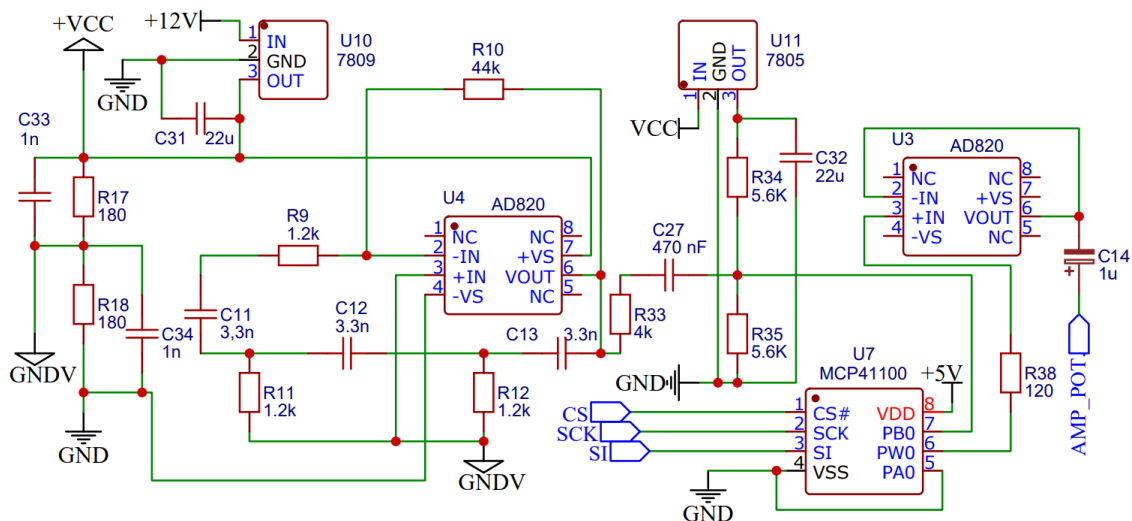 +VCC
+12V
1
IN
2
GND
3
OUT
U10
7809
GND
C31
22u
C33
1n
R17
180
R18
180
C34
1n
GNDV
GND
R10
44k
R9
1.2k
C11
3,3n
C12
3.3n
R11
1.2k
C13
3.3n
R12
1.2k
GNDV
U4
AD820
1
NC
2
-IN
3
+IN
4
-VS
NC
8
+VS
7
VOUT
6
NC
5
R33
4k
C27
470 nF
IN
GND
OUT
1
2
3
U11
7805
VCC
R34
5.6K
C32
22u
R35
5.6K
GND
U3
AD820
1
NC
2
-IN
3
+IN
4
-VS
NC
8
+VS
7
VOUT
6
NC
5
C14
1u
+
AMP_POT
R38
120
U7
MCP41100
+5V
CS
SCK
SI
1
CS#
2
SCK
3
SI
4
VSS
VDD
8
PB0
7
PW0
6
PA0
5
GND